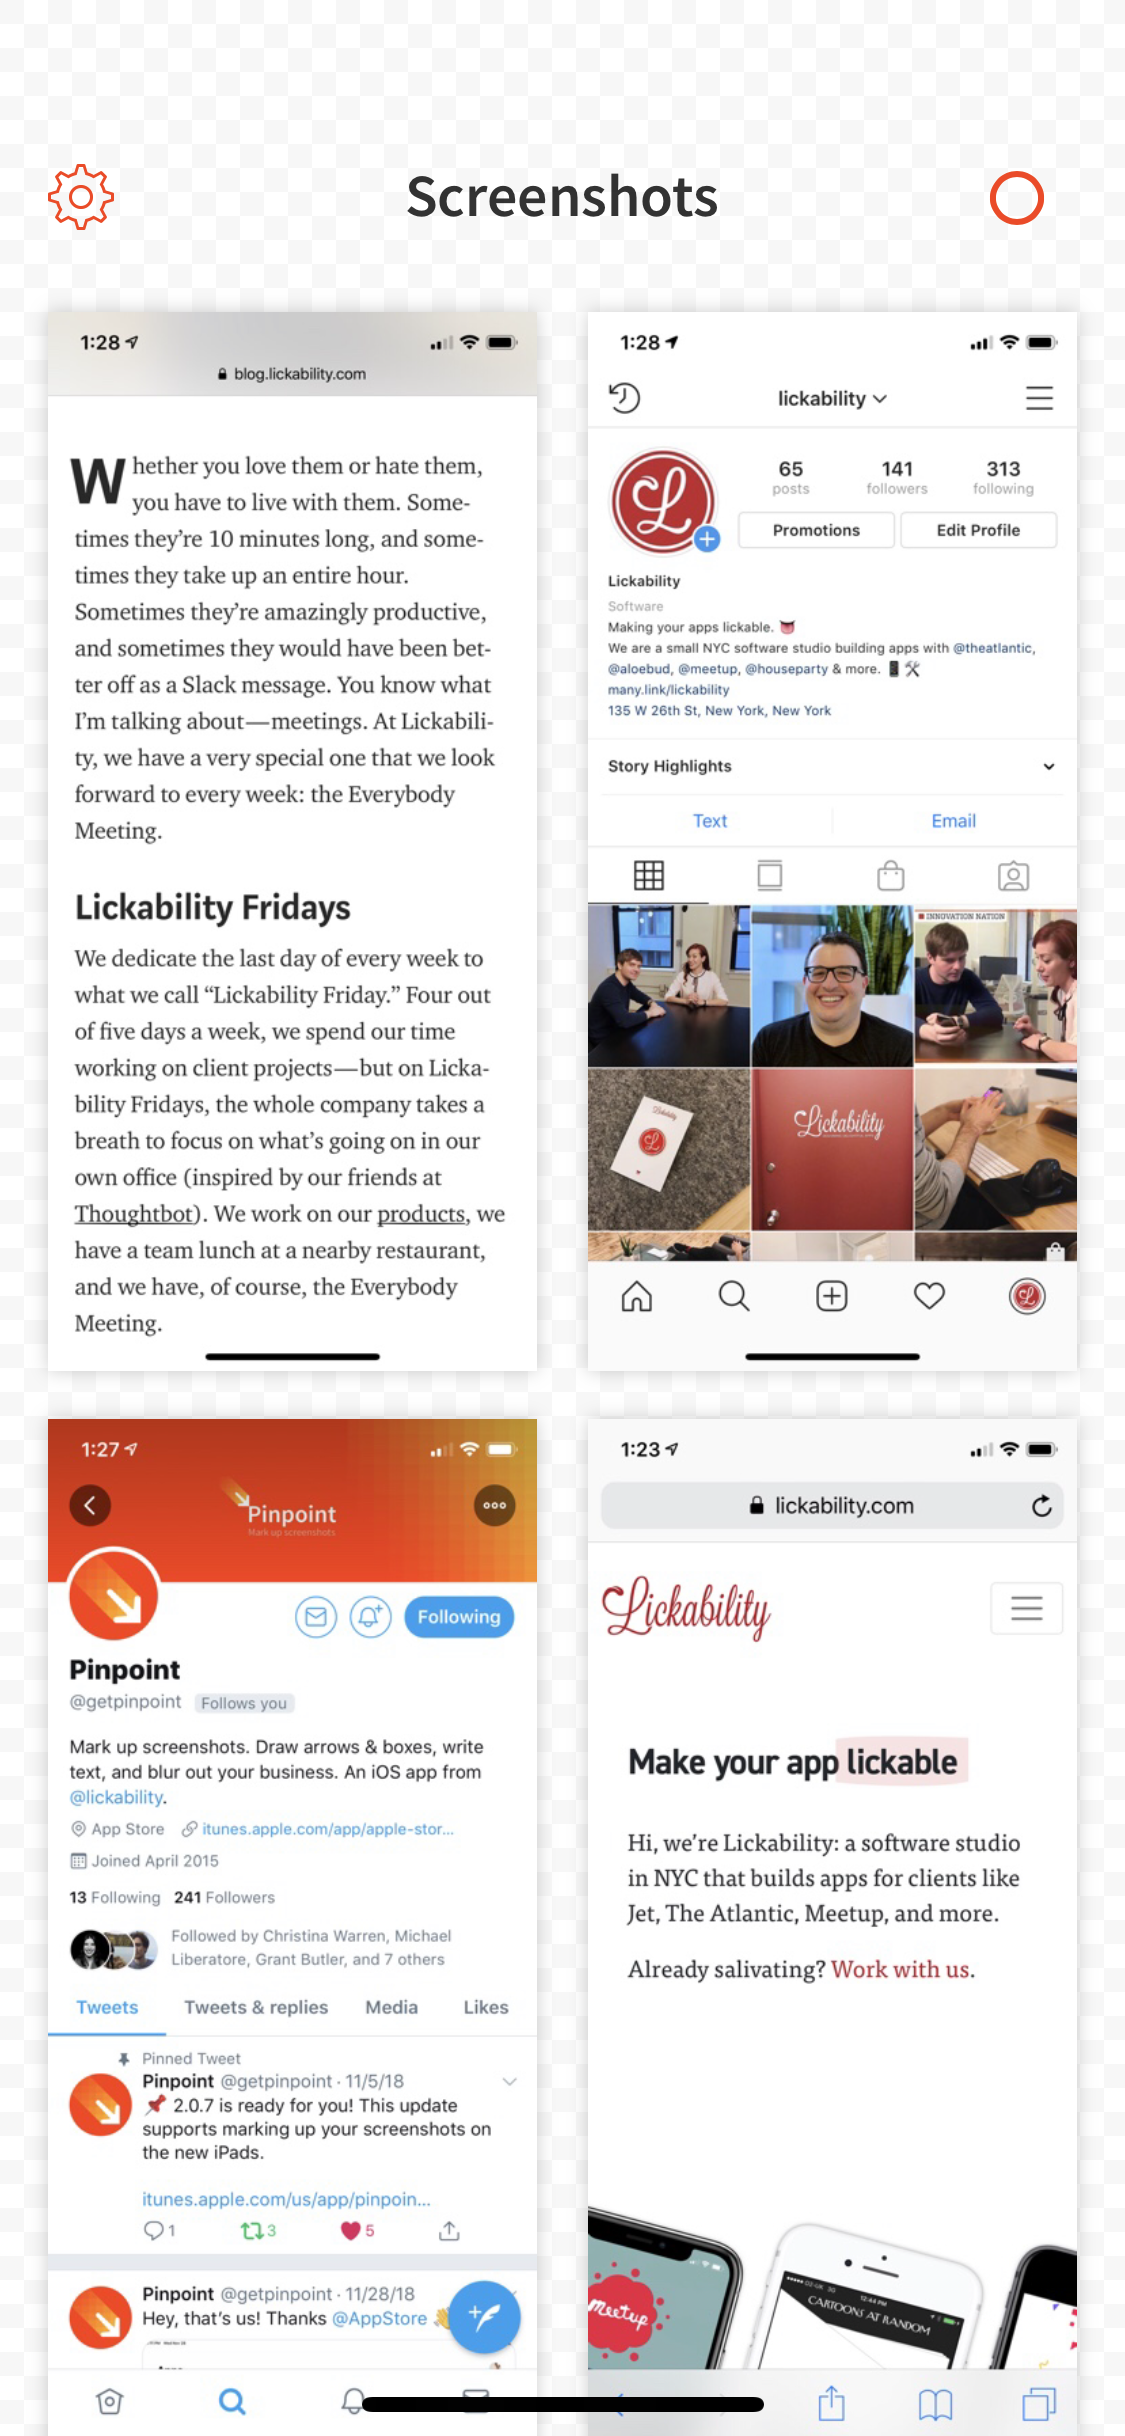 Screenshots
1:28
blog.lickability.com
Whether you love them or hate them,
you have to live with them. Some-
times they’re 10 minutes long, and some-
times they take up an entire hour.
Sometimes they’re amazingly productive,
and sometimes they would have been bet-
ter off as a Slack message. You know what
I’m talking about—meetings. At Lickabili-
ty, we have a very special one that we look
forward to every week: the Everybody
Meeting.
Lickability Fridays
We dedicate the last day of every week to
what we call “Lickability Friday.” Four out
of five days a week, we spend our time
working on client projects—but on Licka-
bility Fridays, the whole company takes a
breath to focus on what’s going on in our
own office (inspired by our friends at
Thoughtbot). We work on our products, we
have a team lunch at a nearby restaurant,
and we have, of course, the Everybody
Meeting.
1:28
lickability
65 141 313
posts followers following
Promotions Edit Profile
Lickability
Software
Making your apps lickable. 👅
We are a small NYC software studio building apps with @theatlantic,
@aloebud, @meetup, @houseparty & more. 📱🛠
many.link/lickability
135 W 26th St, New York, New York
Story Highlights
Text Email
INNOVATION NATION
Lickability
Lickability
1:27
Pinpoint
Mark up screenshots
Following
Pinpoint
@getpinpoint Follows you
Mark up screenshots. Draw arrows & boxes, write
text, and blur out your business. An iOS app from
@lickability.
App Store itunes.apple.com/app/apple-stor...
Joined April 2015
13 Following 241 Followers
Followed by Christina Warren, Michael
Liberatore, Grant Butler, and 7 others
Tweets Tweets & replies Media Likes
Pinned Tweet
Pinpoint @getpinpoint · 11/5/18
📌 2.0.7 is ready for you! This update
supports marking up your screenshots on
the new iPads.
itunes.apple.com/us/app/pinpoin...
1 3 5
Pinpoint @getpinpoint · 11/28/18
Hey, that’s us! Thanks @AppStore 👋
1:23
lickability.com
Lickability
Make your app lickable
Hi, we’re Lickability: a software studio
in NYC that builds apps for clients like
Jet, The Atlantic, Meetup, and more.
Already salivating? Work with us.
meetup
O2-UK 3G 12:44 PM
CARTOONS AT RANDOM